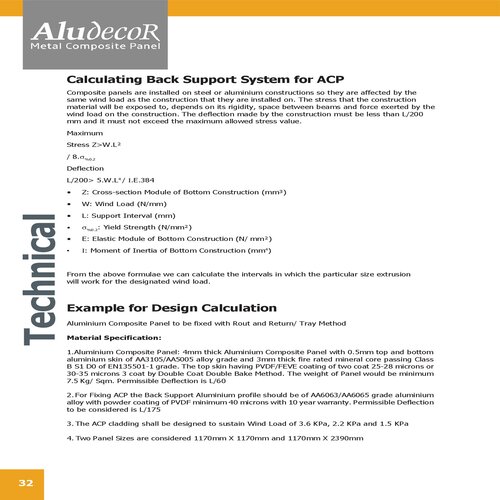 AludecoR
Metal Composite Panel
Calculating Back Support System for ACP
Composite panels are installed on steel or aluminium constructions so they are affected by the
same wind load as the construction that they are installed on. The stress that the construction
material will be exposed to, depends on its rigidity, space between beams and force exerted by the
wind load on the construction. The deflection made by the construction must be less than L/200
mm and it must not exceed the maximum allowed stress value.
Maximum
Stress Z>W.L²
/ 8.σ%0.2
Deflection
L/200> 5.W.L⁴/ I.E.384
• Z: Cross-section Module of Bottom Construction (mm³)
• W: Wind Load (N/mm)
• L: Support Interval (mm)
• σ%0.2: Yield Strength (N/mm²)
• E: Elastic Module of Bottom Construction (N/ mm²)
• I: Moment of Inertia of Bottom Construction (mm⁴)
From the above formulae we can calculate the intervals in which the particular size extrusion
will work for the designated wind load.
Technical
Example for Design Calculation
Aluminium Composite Panel to be fixed with Rout and Return/ Tray Method
Material Specification:
1.Aluminium Composite Panel: 4mm thick Aluminium Composite Panel with 0.5mm top and bottom
aluminium skin of AA3105/AA5005 alloy grade and 3mm thick fire rated mineral core passing Class
B S1 D0 of EN135501-1 grade. The top skin having PVDF/FEVE coating of two coat 25-28 microns or
30-35 microns 3 coat by Double Coat Double Bake Method. The weight of Panel would be minimum
7.5 Kg/ Sqm. Permissible Deflection is L/60
2. For Fixing ACP the Back Support Aluminium profile should be of AA6063/AA6065 grade aluminium
alloy with powder coating of PVDF minimum 40 microns with 10 year warranty. Permissible Deflection
to be considered is L/175
3. The ACP cladding shall be designed to sustain Wind Load of 3.6 KPa, 2.2 KPa and 1.5 KPa
4. Two Panel Sizes are considered 1170mm X 1170mm and 1170mm X 2390mm
32